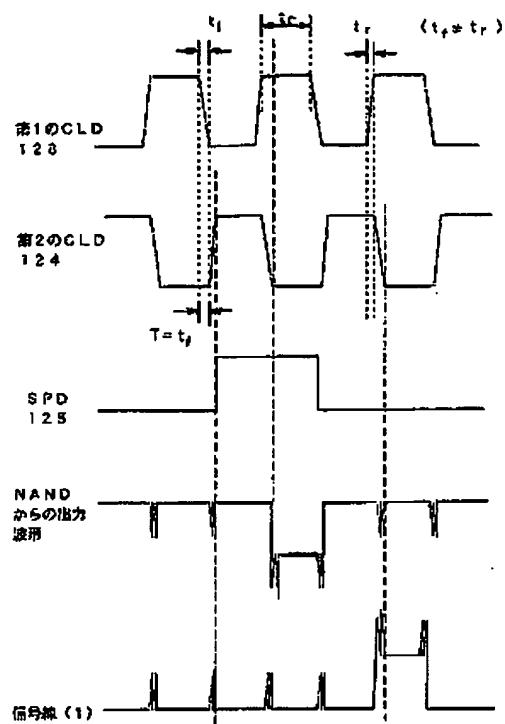 t_f
t_c
t_r
(t_f ≠ t_r)
第1のCLD
123
第2のCLD
124
T=t_f
SPD
125
NAND
からの出力
波形
信号線(1)